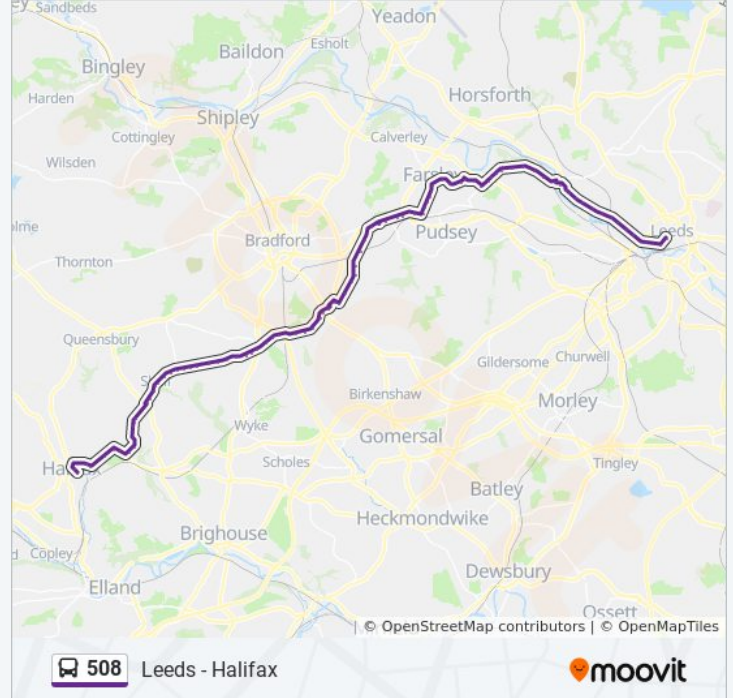 Sandbeds
Yeadon
Baildon
Esholt
Bingley
Harden
Horsforth
Shipley
Cottingley
Calverley
Wilsden
Farsley
Leeds
Pudsey
Bradford
Thornton
Queensbury
Gildersome
Churwell
Birkenshaw
Morley
Wyke
Gomersal
Scholes
Tingley
Halifax
Batley
Heckmondwike
Brighouse
Copley
Dewsbury
Elland
Ossett
| © OpenStreetMap contributors | © OpenMapTiles
508 Leeds - Halifax
moovit